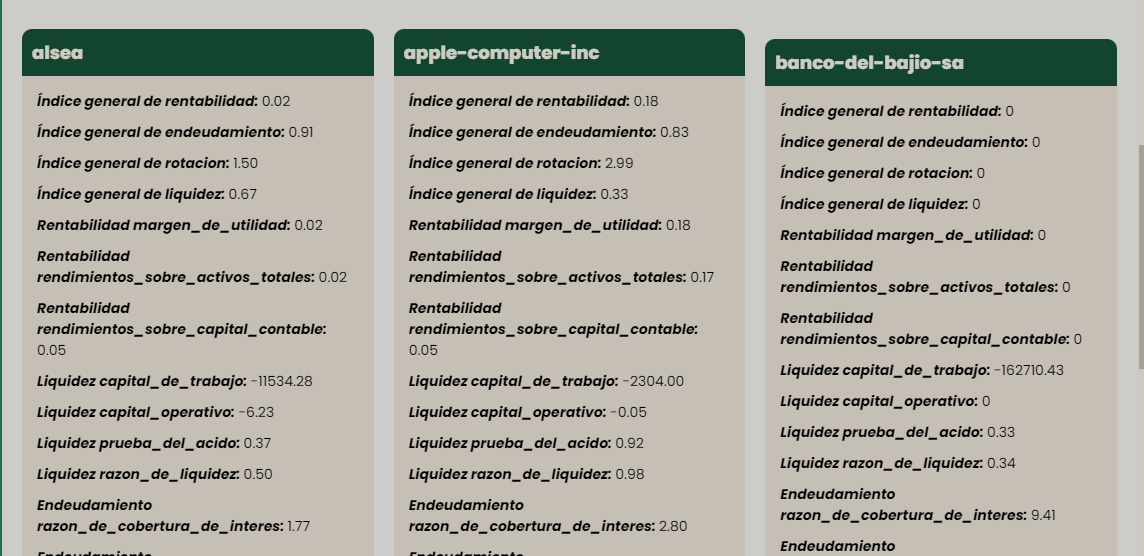 alsea
Índice general de rentabilidad: 0.02
Índice general de endeudamiento: 0.91
Índice general de rotacion: 1.50
Índice general de liquidez: 0.67
Rentabilidad margen_de_utilidad: 0.02
Rentabilidad
rendimientos_sobre_activos_totales: 0.02
Rentabilidad
rendimientos_sobre_capital_contable:
0.05
Liquidez capital_de_trabajo: -11534.28
Liquidez capital_operativo: -6.23
Liquidez prueba_del_acido: 0.37
Liquidez razon_de_liquidez: 0.50
Endeudamiento
razon_de_cobertura_de_interes: 1.77
Endeudamiento
apple-computer-inc
Índice general de rentabilidad: 0.18
Índice general de endeudamiento: 0.83
Índice general de rotacion: 2.99
Índice general de liquidez: 0.33
Rentabilidad margen_de_utilidad: 0.18
Rentabilidad
rendimientos_sobre_activos_totales: 0.17
Rentabilidad
rendimientos_sobre_capital_contable:
0.05
Liquidez capital_de_trabajo: -2304.00
Liquidez capital_operativo: -0.05
Liquidez prueba_del_acido: 0.92
Liquidez razon_de_liquidez: 0.98
Endeudamiento
razon_de_cobertura_de_interes: 2.80
Endeudamiento
banco-del-bajio-sa
Índice general de rentabilidad: 0
Índice general de endeudamiento: 0
Índice general de rotacion: 0
Índice general de liquidez: 0
Rentabilidad margen_de_utilidad: 0
Rentabilidad
rendimientos_sobre_activos_totales: 0
Rentabilidad
rendimientos_sobre_capital_contable: 0
Liquidez capital_de_trabajo: -162710.43
Liquidez capital_operativo: 0
Liquidez prueba_del_acido: 0.33
Liquidez razon_de_liquidez: 0.34
Endeudamiento
razon_de_cobertura_de_interes: 9.41
Endeudamiento